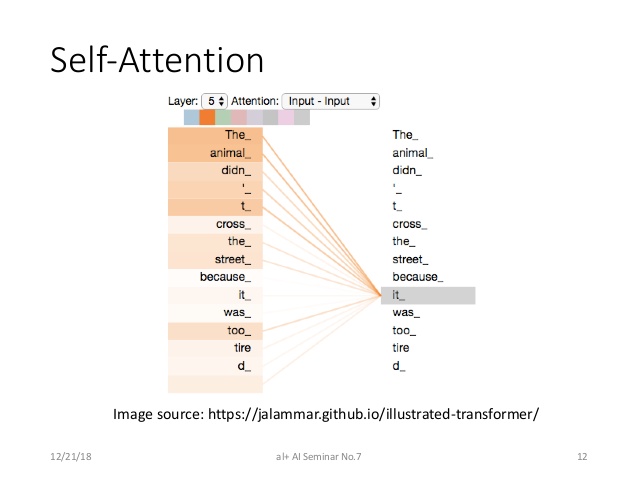 Self-Attention
Layer: 5 Attention: Input - Input
The_ The_
animal_ animal_
didn_ didn_
'_ '_
t_ t_
cross_ cross_
the_ the_
street_ street_
because_ because_
it_ it_
was_ was_
too_ too_
tire tire
d_ d_
Image source: https://jalammar.github.io/illustrated-transformer/
12/21/18 al+ AI Seminar No.7 12